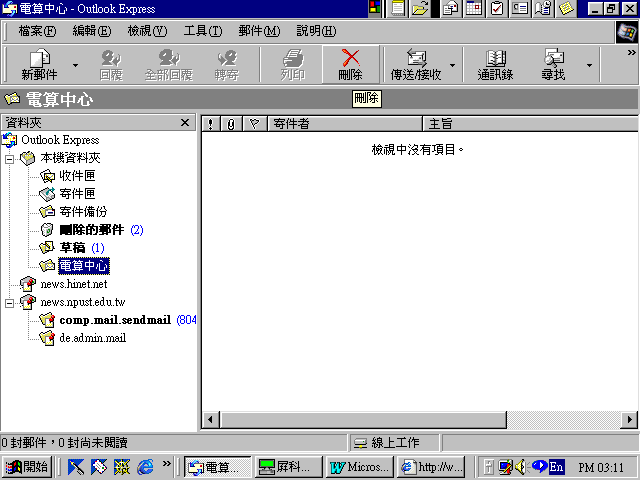 電算中心 - Outlook Express
檔案(F) 編輯(E) 檢視(V) 工具(T) 郵件(M) 說明(H)
新郵件 回覆 全部回覆 轉寄 列印 刪除 傳送/接收 通訊錄 尋找
電算中心
刪除
資料夾
! 寄件者 主旨
Outlook Express
檢視中沒有項目。
本機資料夾
收件匣
寄件匣
寄件備份
刪除的郵件 (2)
草稿 (1)
電算中心
news.hinet.net
news.npust.edu.tw
comp.mail.sendmail (804
de.admin.mail
0 封郵件，0 封尚未閱讀
線上工作
開始 電算... 屏科... Micros... http://w... En PM 03:11